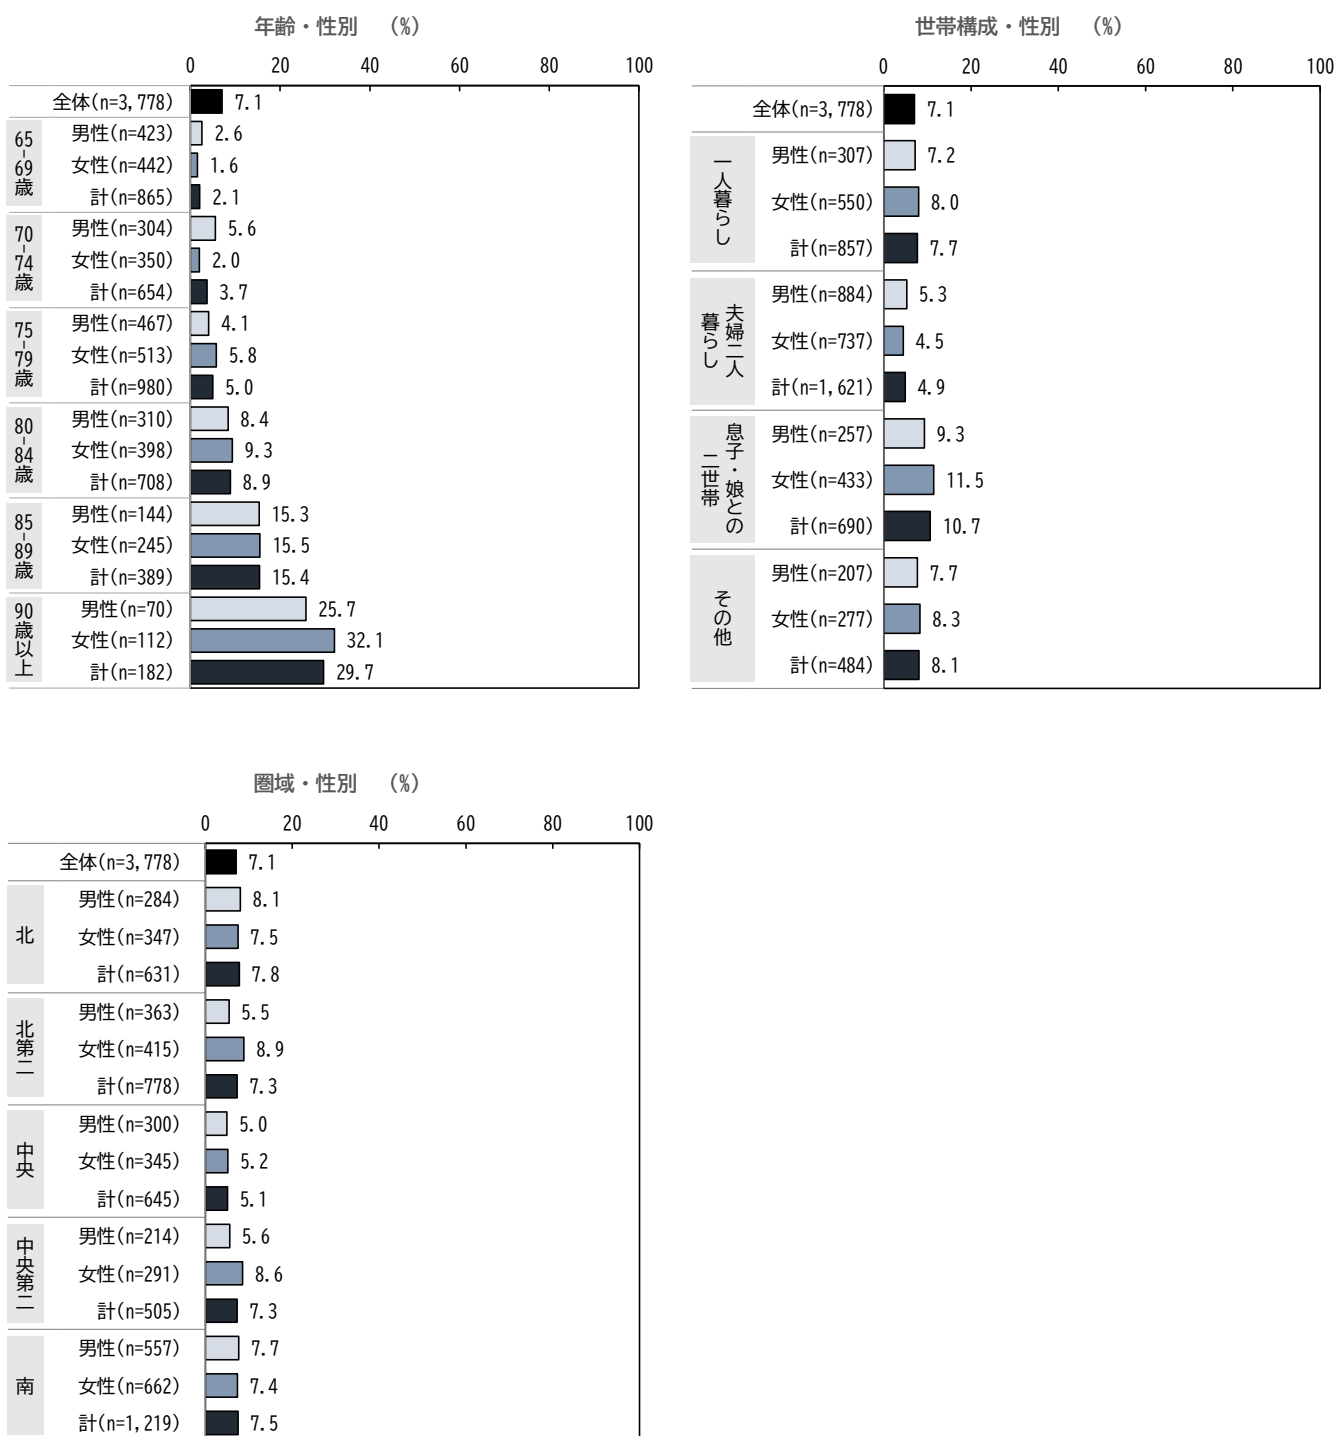 年齢・性別　（%）
0 20 40 60 80 100
全体(n=3,778) 7.1
65-69歳
男性(n=423) 2.6
女性(n=442) 1.6
計(n=865) 2.1
70-74歳
男性(n=304) 5.6
女性(n=350) 2.0
計(n=654) 3.7
75-79歳
男性(n=467) 4.1
女性(n=513) 5.8
計(n=980) 5.0
80-84歳
男性(n=310) 8.4
女性(n=398) 9.3
計(n=708) 8.9
85-89歳
男性(n=144) 15.3
女性(n=245) 15.5
計(n=389) 15.4
90歳以上
男性(n=70) 25.7
女性(n=112) 32.1
計(n=182) 29.7
世帯構成・性別　（%）
0 20 40 60 80 100
全体(n=3,778) 7.1
一人暮らし
男性(n=307) 7.2
女性(n=550) 8.0
計(n=857) 7.7
夫婦二人
暮らし
男性(n=884) 5.3
女性(n=737) 4.5
計(n=1,621) 4.9
息子・娘との
二世帯
男性(n=257) 9.3
女性(n=433) 11.5
計(n=690) 10.7
その他
男性(n=207) 7.7
女性(n=277) 8.3
計(n=484) 8.1
圏域・性別　（%）
0 20 40 60 80 100
全体(n=3,778) 7.1
北
男性(n=284) 8.1
女性(n=347) 7.5
計(n=631) 7.8
北第二
男性(n=363) 5.5
女性(n=415) 8.9
計(n=778) 7.3
中央
男性(n=300) 5.0
女性(n=345) 5.2
計(n=645) 5.1
中央第二
男性(n=214) 5.6
女性(n=291) 8.6
計(n=505) 7.3
南
男性(n=557) 7.7
女性(n=662) 7.4
計(n=1,219) 7.5